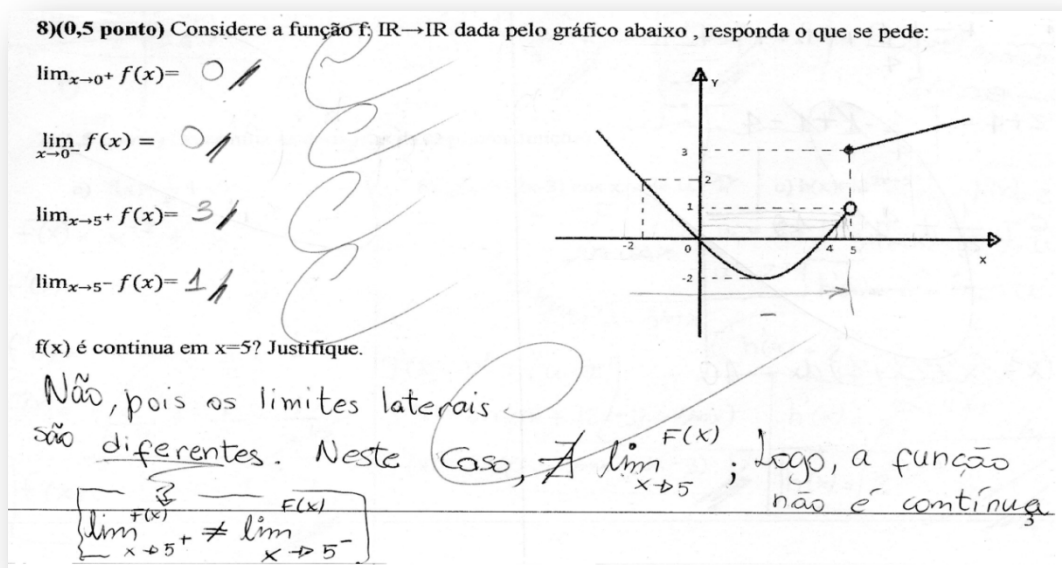 8)(0,5 ponto) Considere a função f: IR→IR dada pelo gráfico abaixo , responda o que se pede:
lim x→0+ f(x)= 0
lim x→0- f(x) = 0
lim x→5+ f(x)= 3
lim x→5- f(x)= 1
Y
3
2
1
-2 0 4 5
x
-2
f(x) é continua em x=5? Justifique.
Não, pois os limites laterais
são diferentes. Neste Caso, ∄ lim x→5 F(x) ; Logo, a função
não é contínua
lim x→5+ F(x) ≠ lim x→5- F(x)
3